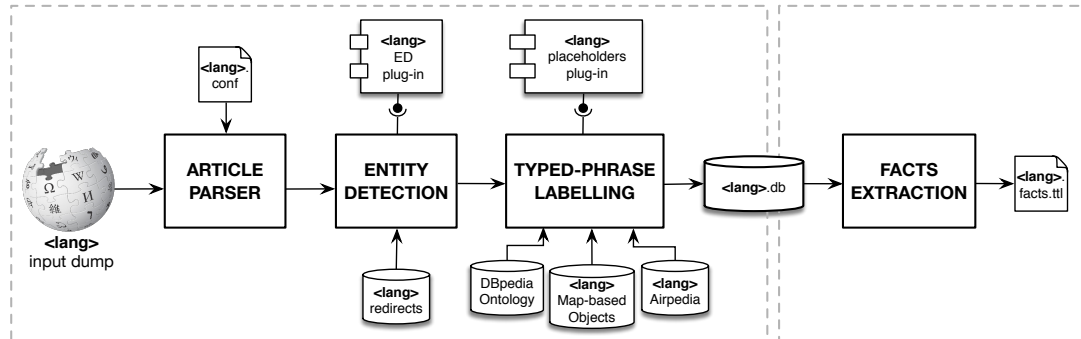 <lang>.
conf
<lang>
ED
plug-in
<lang>
placeholders
plug-in
Ω
W
И
維
<lang>
input dump
ARTICLE
PARSER
ENTITY
DETECTION
TYPED-PHRASE
LABELLING
<lang>.db
FACTS
EXTRACTION
<lang>.
facts.ttl
<lang>
redirects
DBpedia
Ontology
<lang>
Map-based
Objects
<lang>
Airpedia